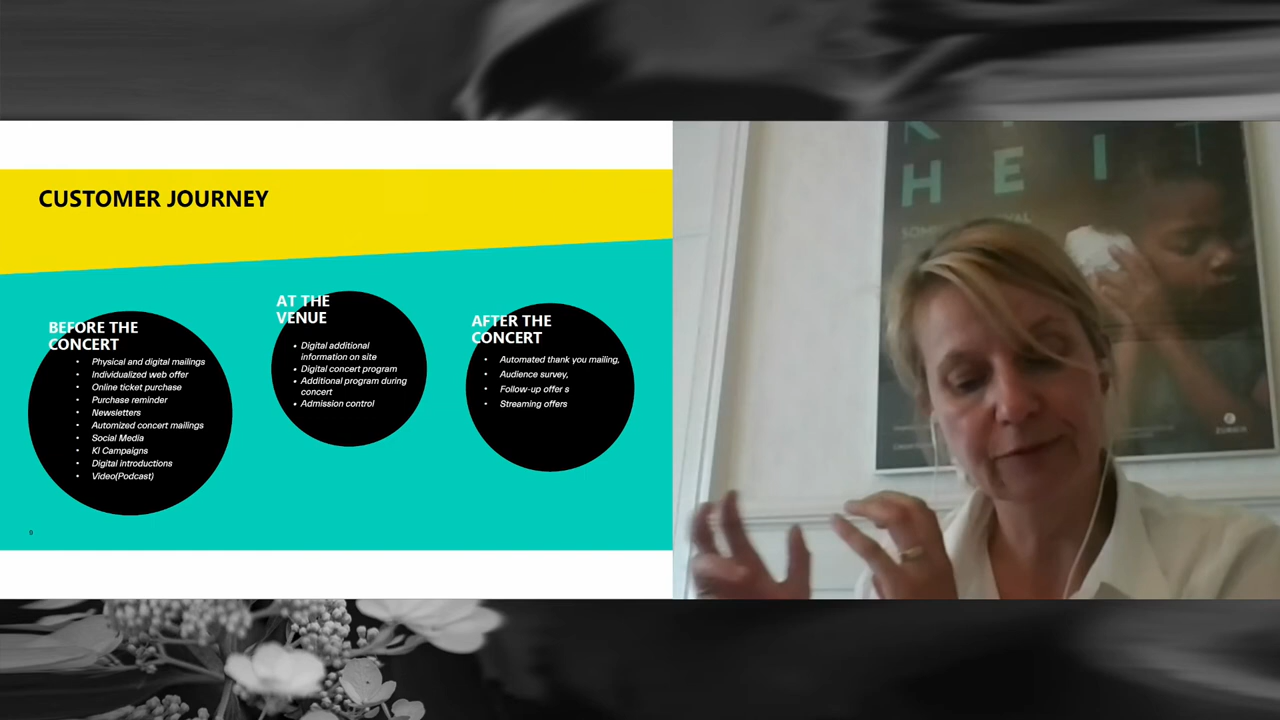 CUSTOMER JOURNEY
BEFORE THE
CONCERT
Physical and digital mailings
Individualized web offer
Online ticket purchase
Purchase reminder
Newsletters
Automized concert mailings
Social Media
KI Campaigns
Digital introductions
Video(Podcast)
AT THE
VENUE
Digital additional
information on site
Digital concert program
Additional program during
concert
Admission control
AFTER THE
CONCERT
Automated thank you mailing,
Audience survey,
Follow-up offer s
Streaming offers
9
HEIT
ZURICH